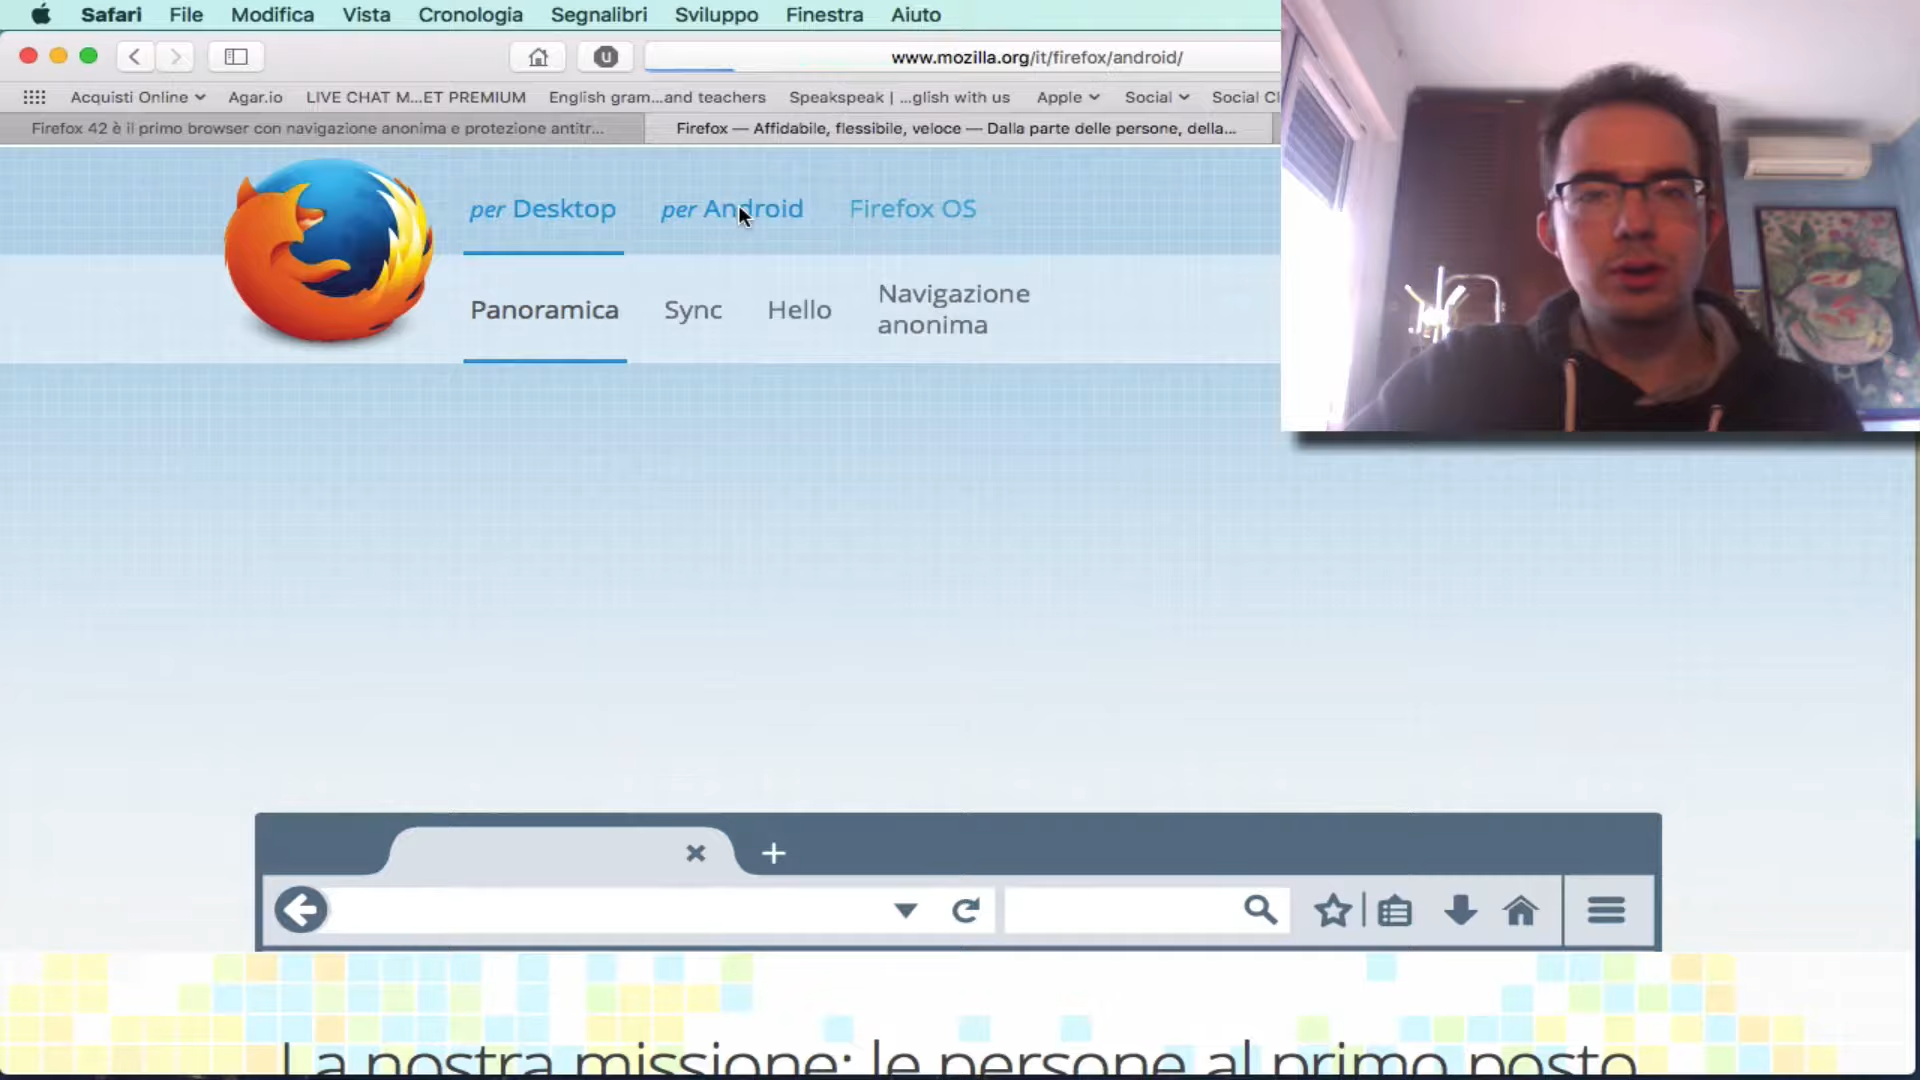 Safari File Modifica Vista Cronologia Segnalibri Sviluppo Finestra Aiuto
www.mozilla.org/it/firefox/android/
Acquisti Online Agar.io LIVE CHAT M...ET PREMIUM English gram...and teachers Speakspeak | ...glish with us Apple Social Social Cl
Firefox 42 è il primo browser con navigazione anonima e protezione antitr... Firefox — Affidabile, flessibile, veloce — Dalla parte delle persone, della...
per Desktop per Android Firefox OS
Panoramica Sync Hello Navigazione
anonima
La nostra missione: le persone al primo posto